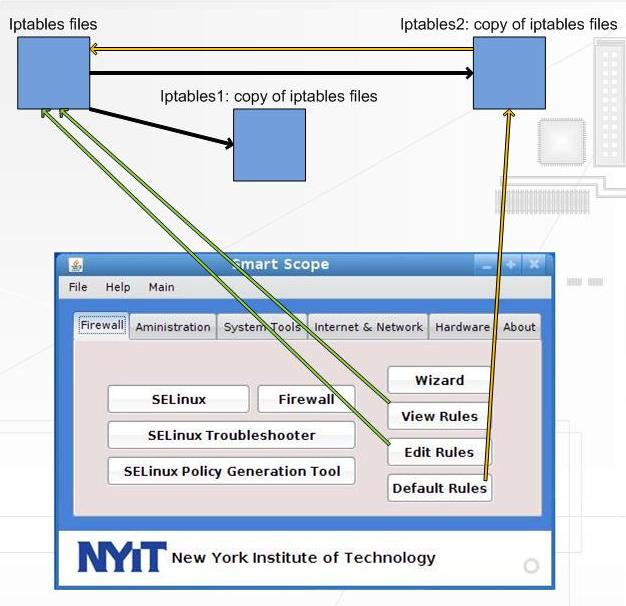 Iptables files
Iptables2: copy of iptables files
Iptables1: copy of iptables files
Smart Scope
File Help Main
Firewall Aministration System Tools Internet & Network Hardware About
Wizard
SELinux Firewall
View Rules
SELinux Troubleshooter
Edit Rules
SELinux Policy Generation Tool
Default Rules
NYiT New York Institute of Technology